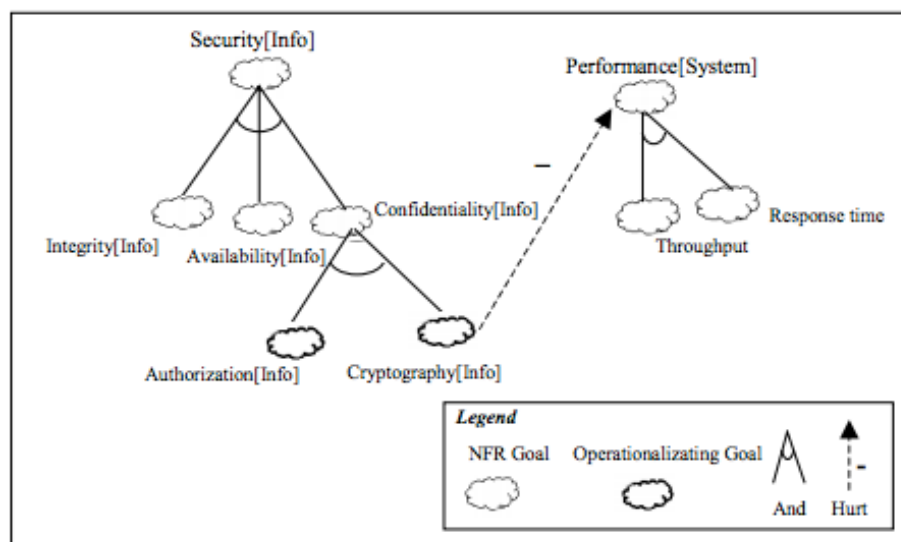 Security[Info]
Performance[System]
–
Confidentiality[Info]
Response time
Integrity[Info]
Availability[Info]
Throughput
Authorization[Info]
Cryptography[Info]
Legend
NFR Goal
Operationalizating Goal
-
And
Hurt